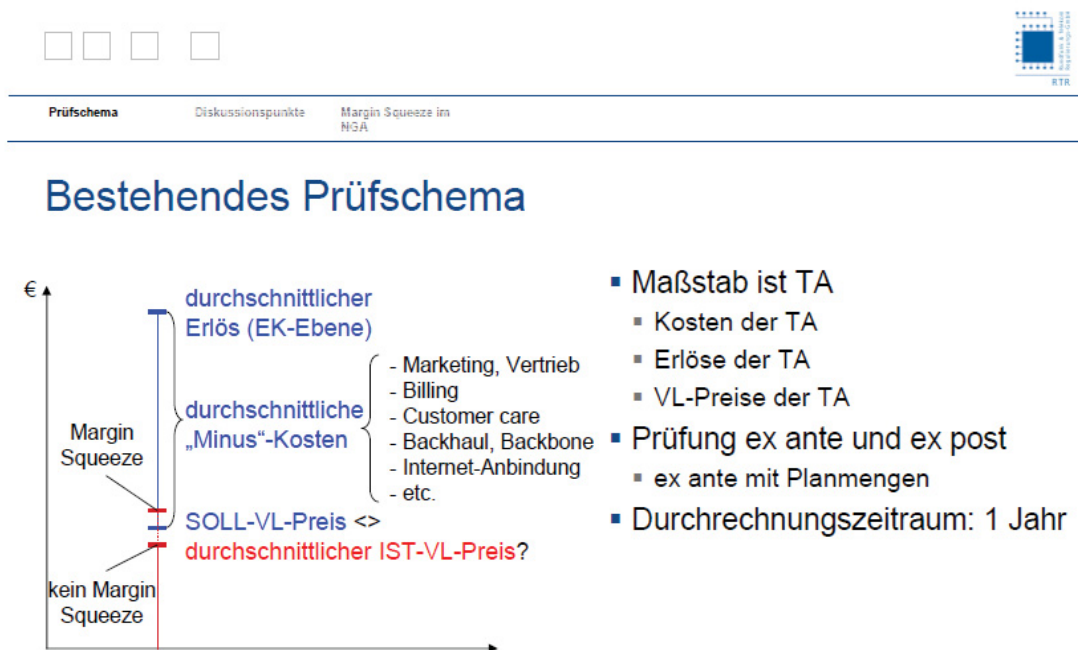 RTR
Prüfschema
Diskussionspunkte
Margin Squeeze im
NGA
Bestehendes Prüfschema
€
durchschnittlicher
Erlös (EK-Ebene)
durchschnittliche
„Minus“-Kosten
- Marketing, Vertrieb
- Billing
- Customer care
- Backhaul, Backbone
- Internet-Anbindung
- etc.
Margin
Squeeze
SOLL-VL-Preis <>
durchschnittlicher IST-VL-Preis?
kein Margin
Squeeze
▪ Maßstab ist TA
▪ Kosten der TA
▪ Erlöse der TA
▪ VL-Preise der TA
▪ Prüfung ex ante und ex post
▪ ex ante mit Planmengen
▪ Durchrechnungszeitraum: 1 Jahr